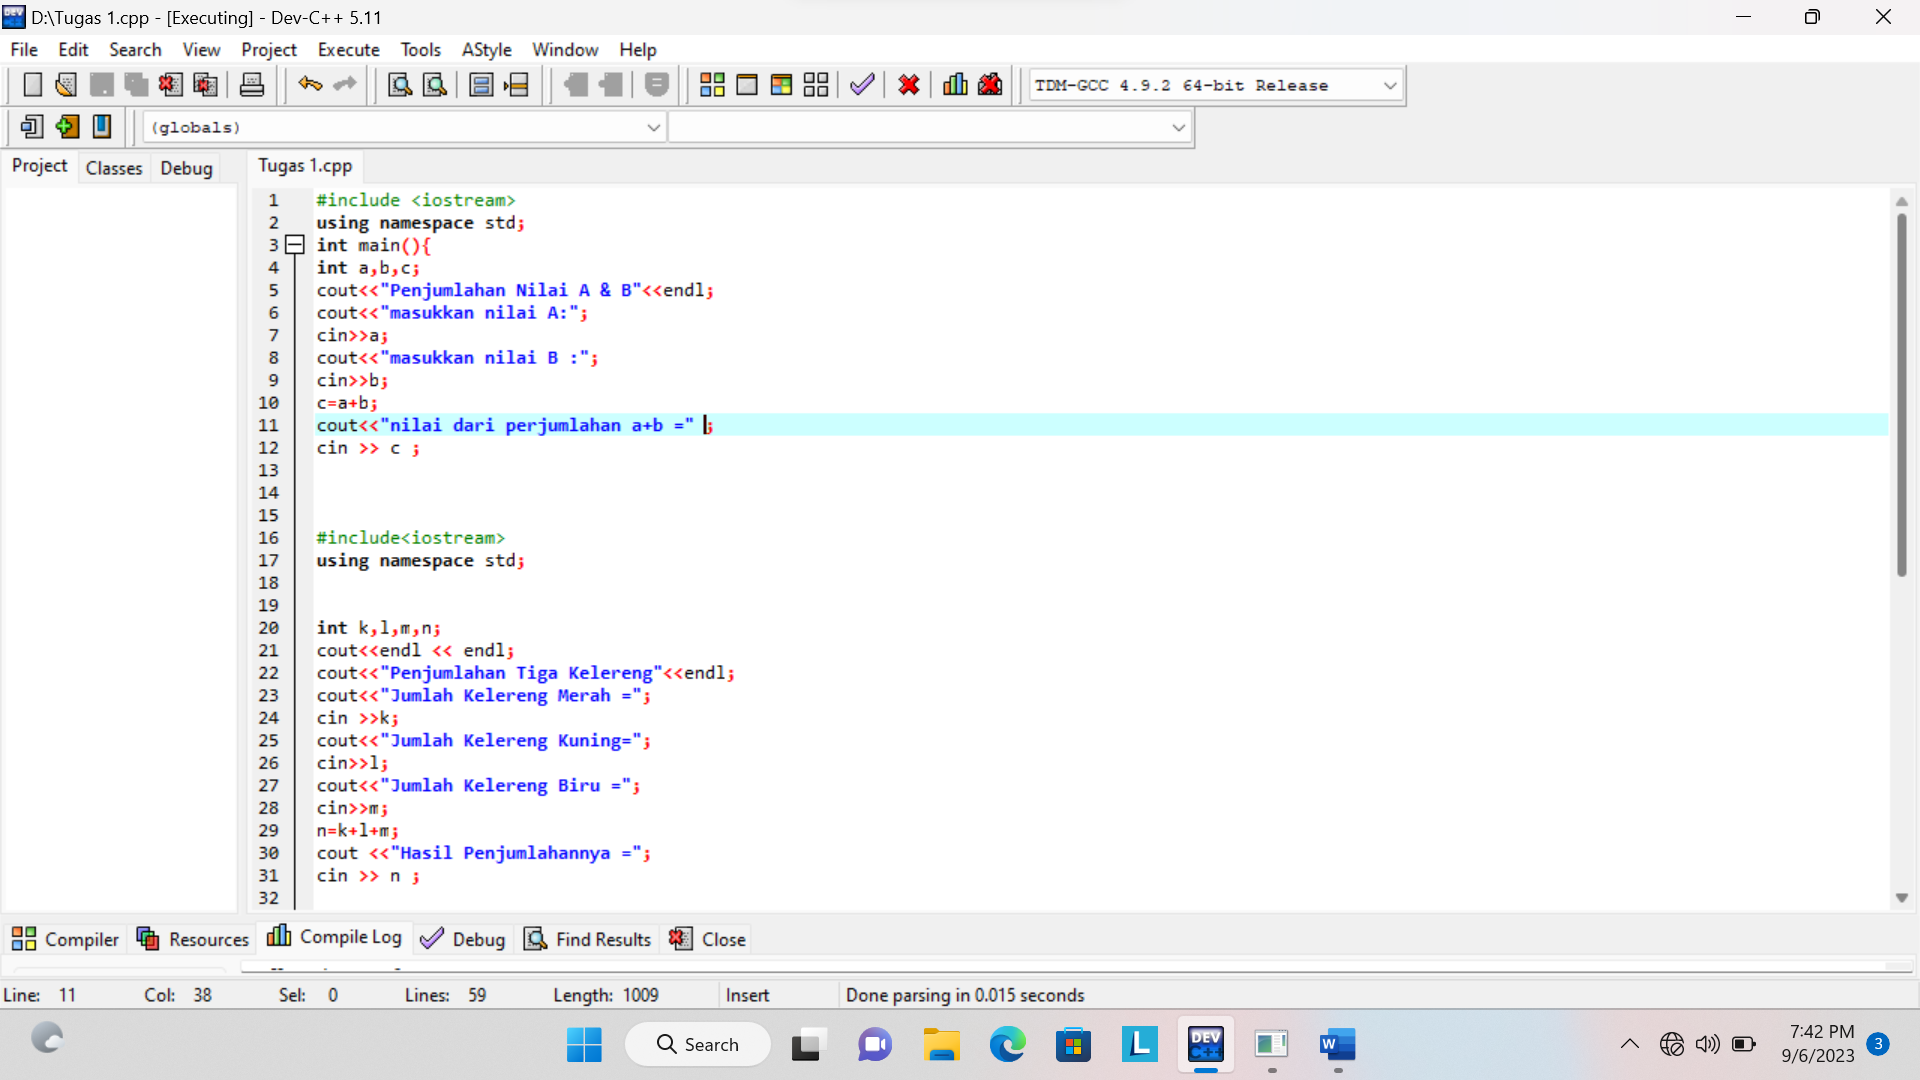 D:\Tugas 1.cpp - [Executing] - Dev-C++ 5.11
File Edit Search View Project Execute Tools AStyle Window Help
TDM-GCC 4.9.2 64-bit Release
(globals)
Project Classes Debug
Tugas 1.cpp
1 #include <iostream>
2 using namespace std;
3 int main(){
4 int a,b,c;
5 cout<<"Penjumlahan Nilai A & B"<<endl;
6 cout<<"masukkan nilai A:";
7 cin>>a;
8 cout<<"masukkan nilai B :";
9 cin>>b;
10 c=a+b;
11 cout<<"nilai dari perjumlahan a+b =" ;
12 cin >> c ;
13
14
15
16 #include<iostream>
17 using namespace std;
18
19
20 int k,l,m,n;
21 cout<<endl << endl;
22 cout<<"Penjumlahan Tiga Kelereng"<<endl;
23 cout<<"Jumlah Kelereng Merah =";
24 cin >>k;
25 cout<<"Jumlah Kelereng Kuning=";
26 cin>>l;
27 cout<<"Jumlah Kelereng Biru =";
28 cin>>m;
29 n=k+l+m;
30 cout <<"Hasil Penjumlahannya =";
31 cin >> n ;
32
Compiler Resources Compile Log Debug Find Results Close
Line: 11 Col: 38 Sel: 0 Lines: 59 Length: 1009 Insert Done parsing in 0.015 seconds
Search
DEV C++
L
W
7:42 PM
9/6/2023
3